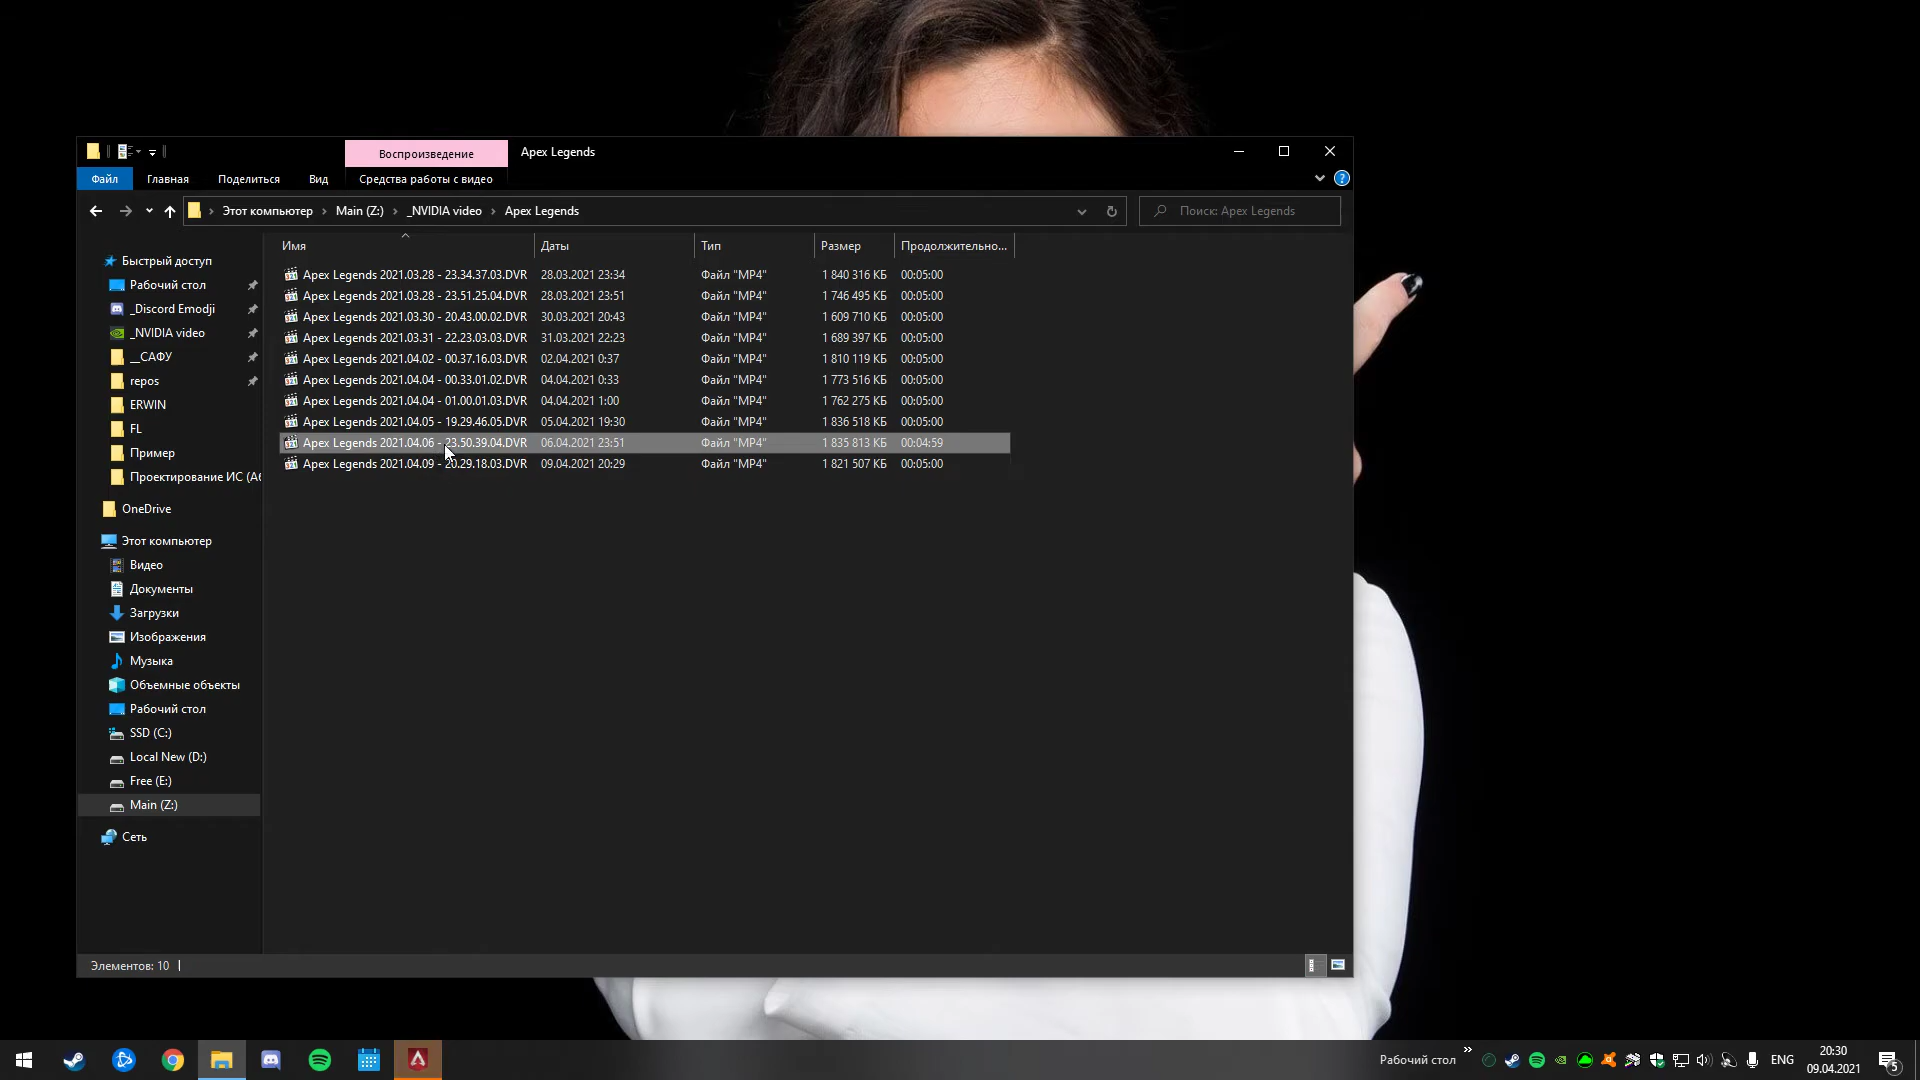 Воспроизведение
Apex Legends
Файл
Главная
Поделиться
Вид
Средства работы с видео
Этот компьютер
Main (Z:)
_NVIDIA video
Apex Legends
Поиск: Apex Legends
Имя
Даты
Тип
Размер
Продолжительно...
Apex Legends 2021.03.28 - 23.34.37.03.DVR 28.03.2021 23:34 Файл "MP4" 1 840 316 КБ 00:05:00
Apex Legends 2021.03.28 - 23.51.25.04.DVR 28.03.2021 23:51 Файл "MP4" 1 746 495 КБ 00:05:00
Apex Legends 2021.03.30 - 20.43.00.02.DVR 30.03.2021 20:43 Файл "MP4" 1 609 710 КБ 00:05:00
Apex Legends 2021.03.31 - 22.23.03.03.DVR 31.03.2021 22:23 Файл "MP4" 1 689 397 КБ 00:05:00
Apex Legends 2021.04.02 - 00.37.16.03.DVR 02.04.2021 0:37 Файл "MP4" 1 810 119 КБ 00:05:00
Apex Legends 2021.04.04 - 00.33.01.02.DVR 04.04.2021 0:33 Файл "MP4" 1 773 516 КБ 00:05:00
Apex Legends 2021.04.04 - 01.00.01.03.DVR 04.04.2021 1:00 Файл "MP4" 1 762 275 КБ 00:05:00
Apex Legends 2021.04.05 - 19.29.46.05.DVR 05.04.2021 19:30 Файл "MP4" 1 836 518 КБ 00:05:00
Apex Legends 2021.04.06 - 23.50.39.04.DVR 06.04.2021 23:51 Файл "MP4" 1 835 813 КБ 00:04:59
Apex Legends 2021.04.09 - 20.29.18.03.DVR 09.04.2021 20:29 Файл "MP4" 1 821 507 КБ 00:05:00
Быстрый доступ
Рабочий стол
_Discord Emodji
_NVIDIA video
__САФУ
repos
ERWIN
FL
Пример
Проектирование ИС (А
OneDrive
Этот компьютер
Видео
Документы
Загрузки
Изображения
Музыка
Объемные объекты
Рабочий стол
SSD (C:)
Local New (D:)
Free (E:)
Main (Z:)
Сеть
Элементов: 10
Рабочий стол
ENG
20:30
09.04.2021
5